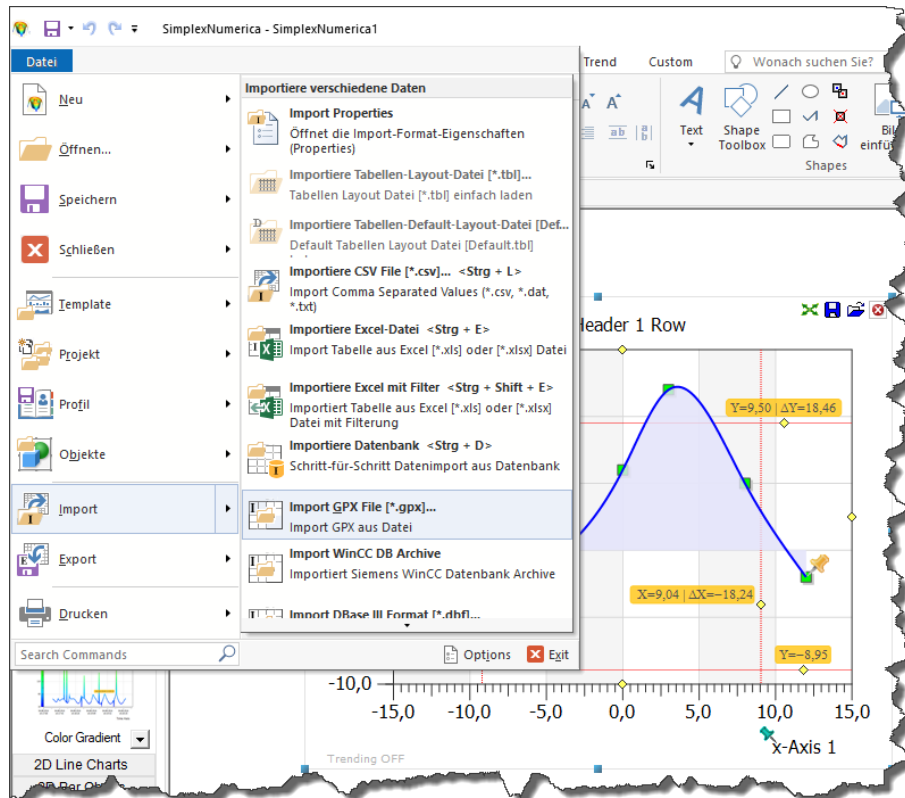 SimplexNumerica - SimplexNumerica1
Datei
Trend
Custom
Wonach suchen Sie?
Neu
Öffnen...
Speichern
Schließen
Template
Projekt
Profil
Objekte
Import
Export
Drucken
Importiere verschiedene Daten
Import Properties
Öffnet die Import-Format-Eigenschaften
(Properties)
Importiere Tabellen-Layout-Datei [*.tbl]...
Tabellen Layout Datei [*.tbl] einfach laden
Importiere Tabellen-Default-Layout-Datei [Def...
Default Tabellen Layout Datei [Default.tbl]
Importiere CSV File [*.csv]... <Strg + L>
Import Comma Separated Values (*.csv, *.dat,
*.txt)
Importiere Excel-Datei <Strg + E>
Import Tabelle aus Excel [*.xls] oder [*.xlsx] Datei
Importiere Excel mit Filter <Strg + Shift + E>
Importiert Tabelle aus Excel [*.xls] oder [*.xlsx]
Datei mit Filterung
Importiere Datenbank <Strg + D>
Schritt-für-Schritt Datenimport aus Datenbank
Import GPX File [*.gpx]...
Import GPX aus Datei
Import WinCC DB Archive
Importiert Siemens WinCC Datenbank Archive
Import DBase III Format [*.dbf]...
Search Commands
Options
Exit
Text
Shape
Toolbox
Shapes
Header 1 Row
Y=9,50 | ΔY=18,46
X=9,04 | ΔX=−18,24
Y=−8,95
-10,0
-15,0 -10,0 -5,0 0,0 5,0 10,0 15,0
x-Axis 1
Trending OFF
Color Gradient
2D Line Charts